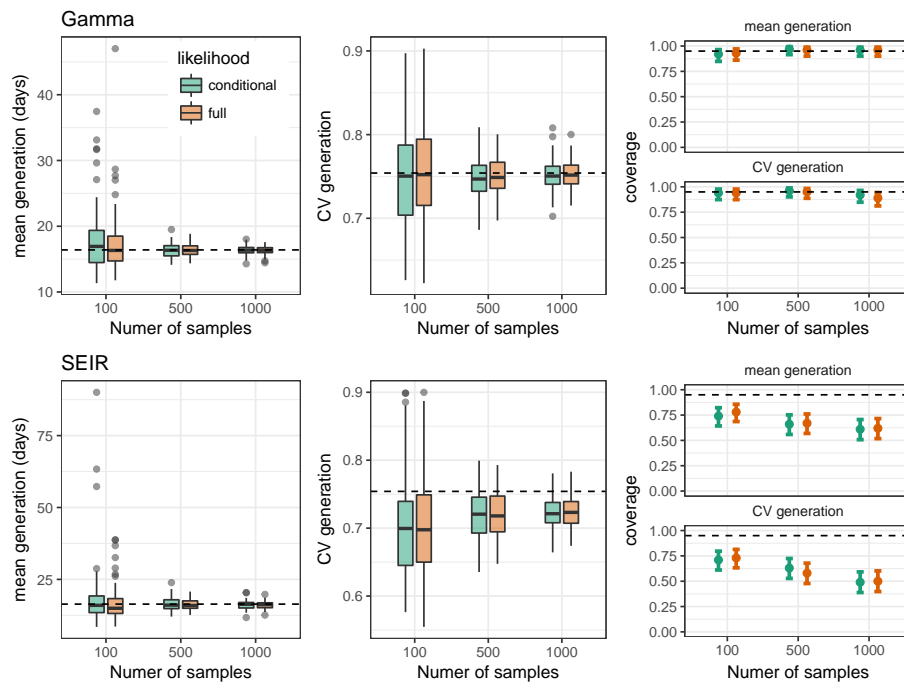 Gamma
mean generation (days)
40
30
20
10
likelihood
conditional
full
100
500
1000
Numer of samples
CV generation
0.9
0.8
0.7
100
500
1000
Numer of samples
coverage
mean generation
1.00
0.75
0.50
0.25
0.00
CV generation
1.00
0.75
0.50
0.25
0.00
100
500
1000
Numer of samples
SEIR
mean generation (days)
75
50
25
100
500
1000
Numer of samples
CV generation
0.9
0.8
0.7
0.6
100
500
1000
Numer of samples
coverage
mean generation
1.00
0.75
0.50
0.25
0.00
CV generation
1.00
0.75
0.50
0.25
0.00
100
500
1000
Numer of samples